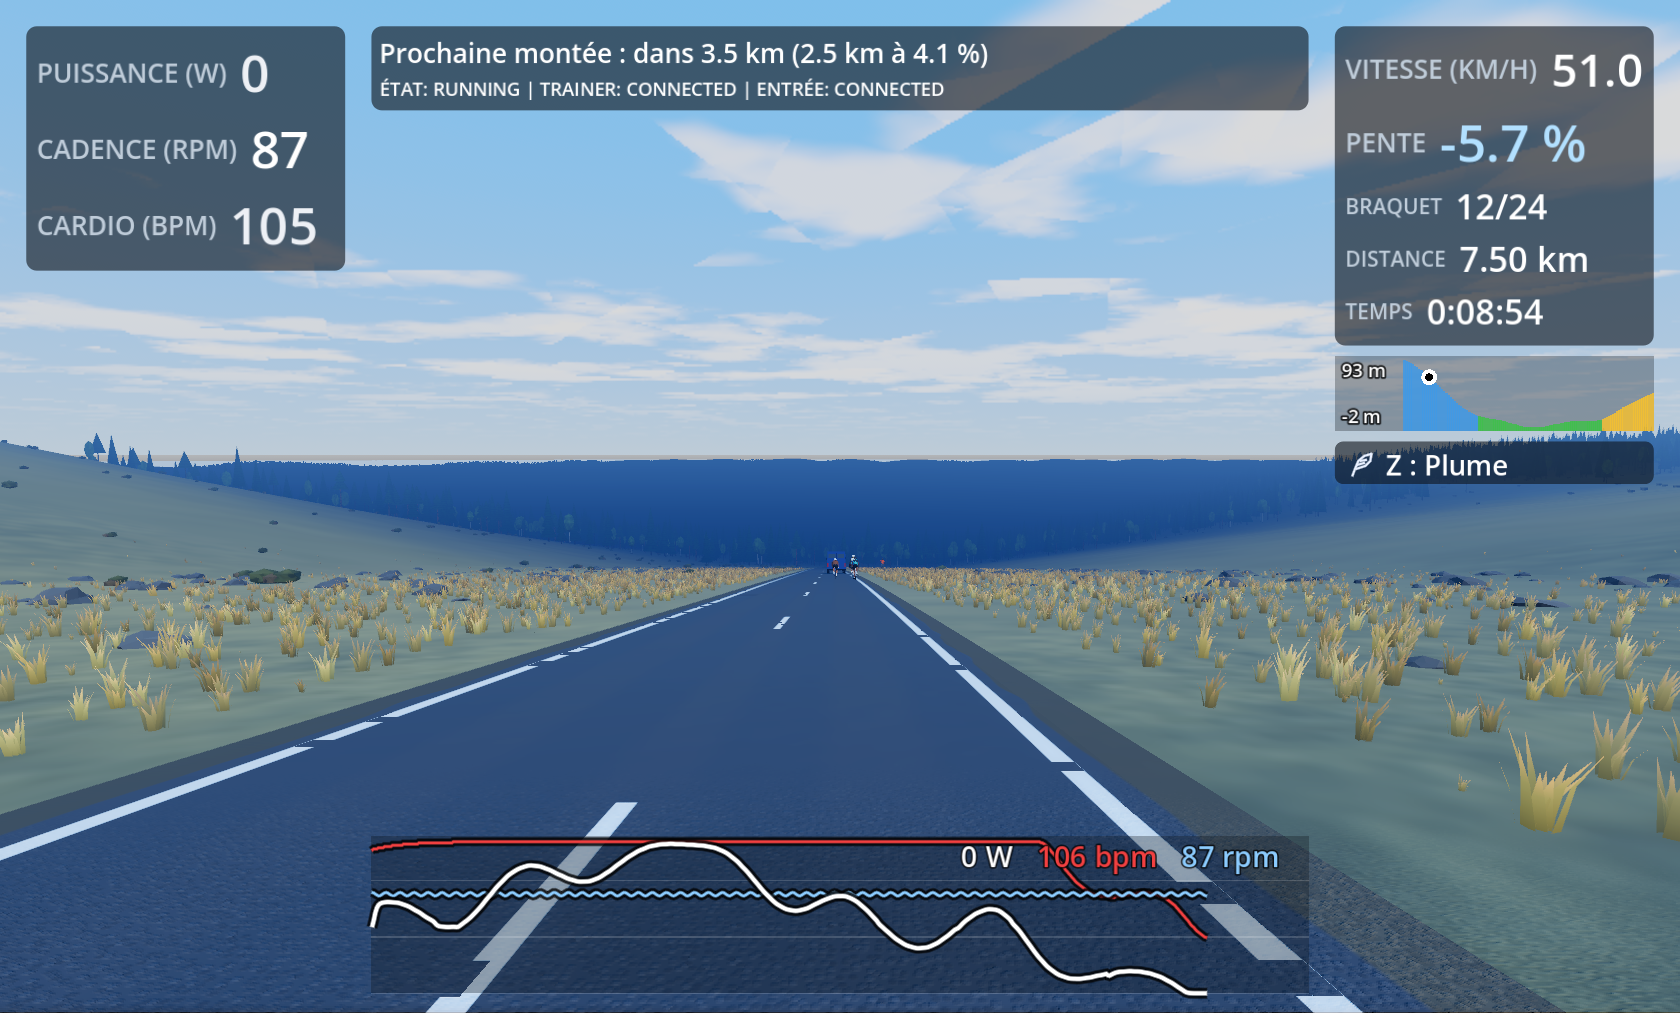 PUISSANCE (W) 0
CADENCE (RPM) 87
CARDIO (BPM) 105
Prochaine montée : dans 3.5 km (2.5 km à 4.1 %)
ÉTAT: RUNNING | TRAINER: CONNECTED | ENTRÉE: CONNECTED
VITESSE (KM/H) 51.0
PENTE -5.7 %
BRAQUET 12/24
DISTANCE 7.50 km
TEMPS 0:08:54
93 m
-2 m
Z : Plume
0 W 106 bpm 87 rpm